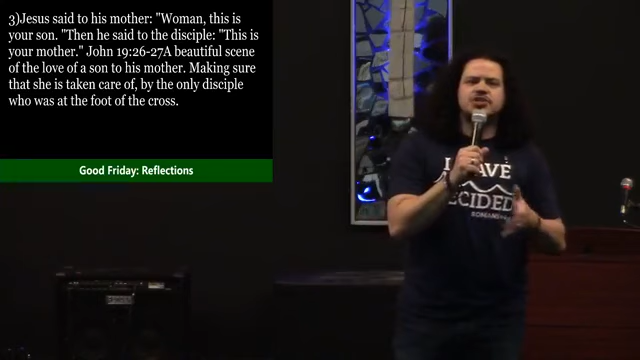 3)Jesus said to his mother: "Woman, this is
your son. "Then he said to the disciple: "This is
your mother." John 19:26-27A beautiful scene
of the love of a son to his mother. Making sure
that she is taken care of, by the only disciple
who was at the foot of the cross.
Good Friday: Reflections
I HAVE
DECIDED
ROMANS